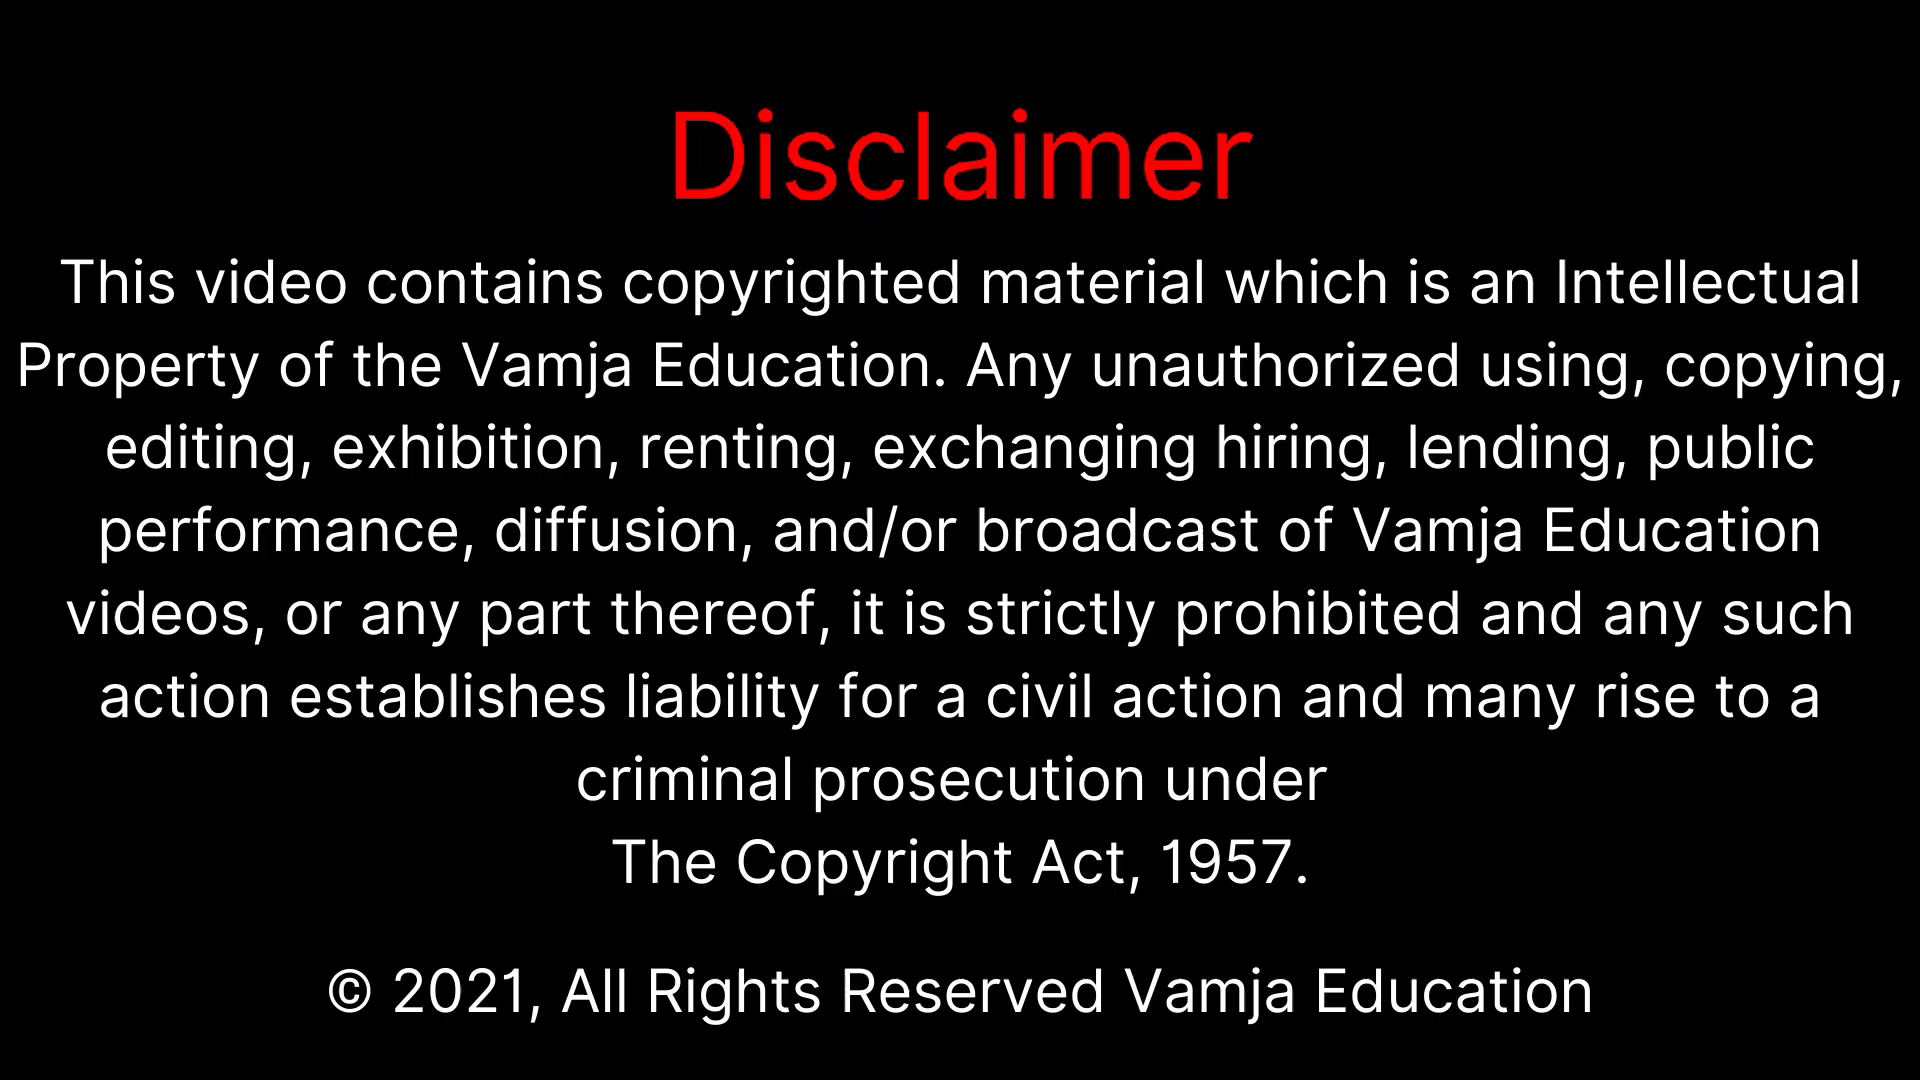 Disclaimer
This video contains copyrighted material which is an Intellectual
Property of the Vamja Education. Any unauthorized using, copying,
editing, exhibition, renting, exchanging hiring, lending, public
performance, diffusion, and/or broadcast of Vamja Education
videos, or any part thereof, it is strictly prohibited and any such
action establishes liability for a civil action and many rise to a
criminal prosecution under
The Copyright Act, 1957.
© 2021, All Rights Reserved Vamja Education